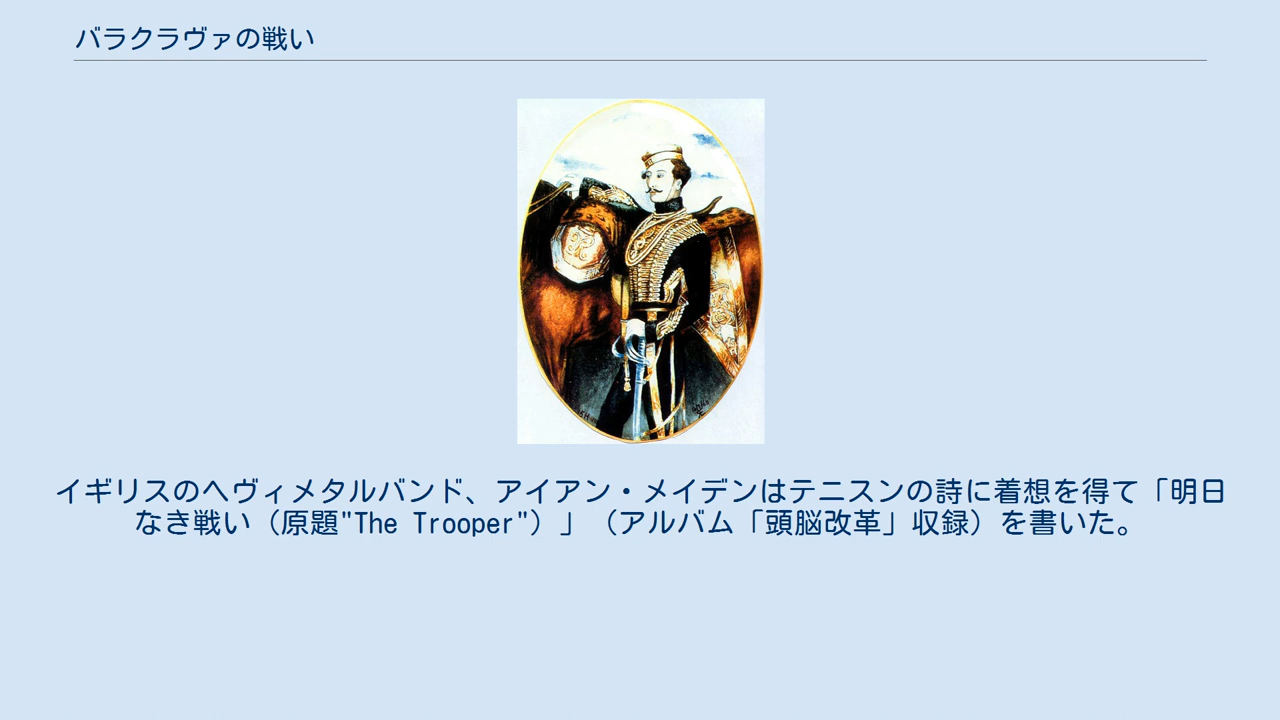 バラクラヴァの戦い
イギリスのヘヴィメタルバンド、アイアン・メイデンはテニスンの詩に着想を得て「明日
なき戦い（原題"The Trooper"）」（アルバム「頭脳改革」収録）を書いた。